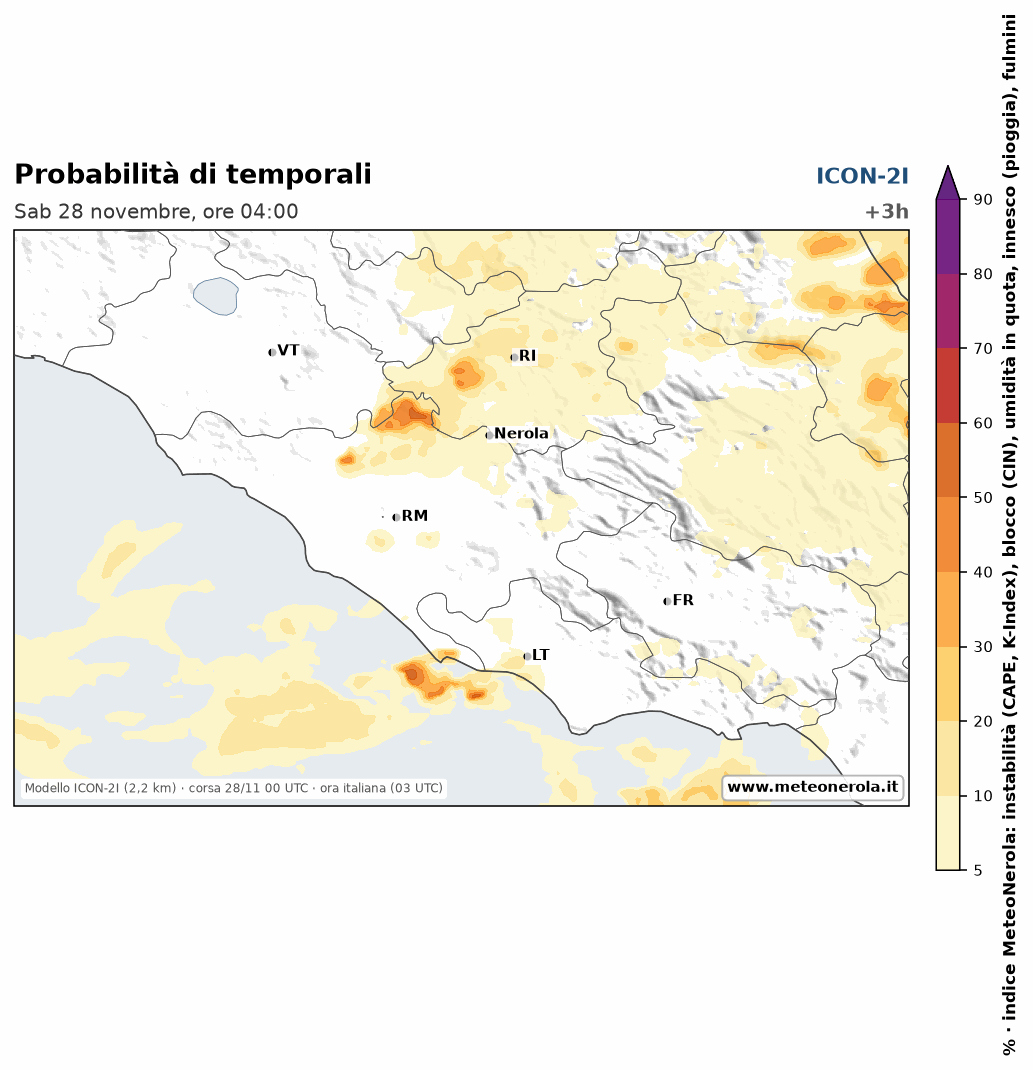 Probabilità di temporali
ICON-2I
Sab 28 novembre, ore 04:00
+3h
VT
RI
Nerola
RM
FR
LT
Modello ICON-2I (2,2 km) · corsa 28/11 00 UTC · ora italiana (03 UTC)
www.meteonerola.it
90
80
70
60
50
40
30
20
10
5
% · indice MeteoNerola: instabilità (CAPE, K-Index), blocco (CIN), umidità in quota, innesco (pioggia), fulmini